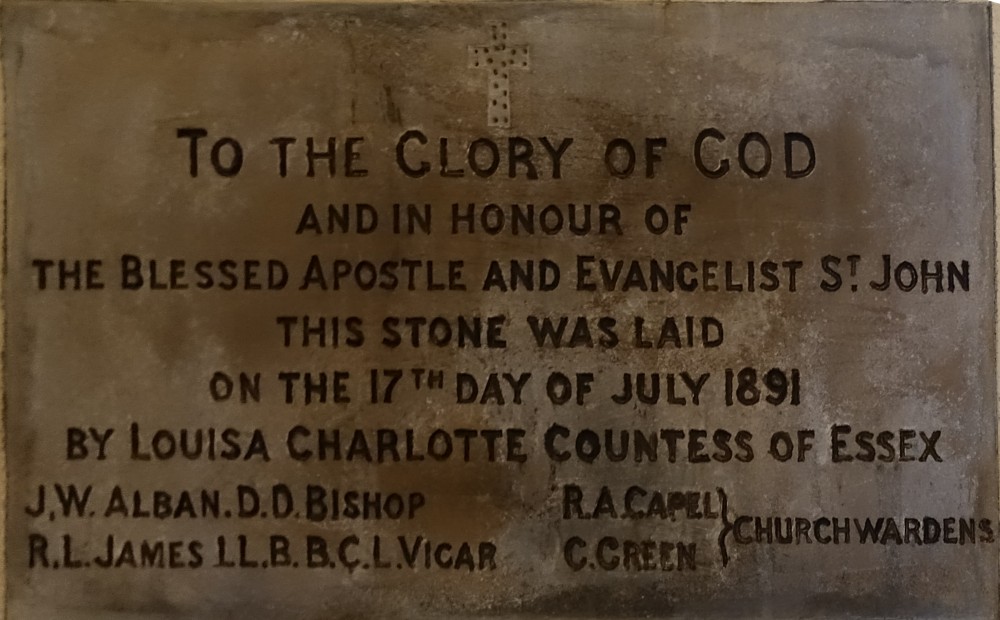 TO THE GLORY OF GOD
AND IN HONOUR OF
THE BLESSED APOSTLE AND EVANGELIST ST. JOHN
THIS STONE WAS LAID
ON THE 17TH DAY OF JULY 1891
BY LOUISA CHARLOTTE COUNTESS OF ESSEX
J.W. ALBAN.D.D.BISHOP
R.L.JAMES LL.B.B.C.L.VICAR
R.A.CAPEL
C.GREEN
CHURCHWARDENS